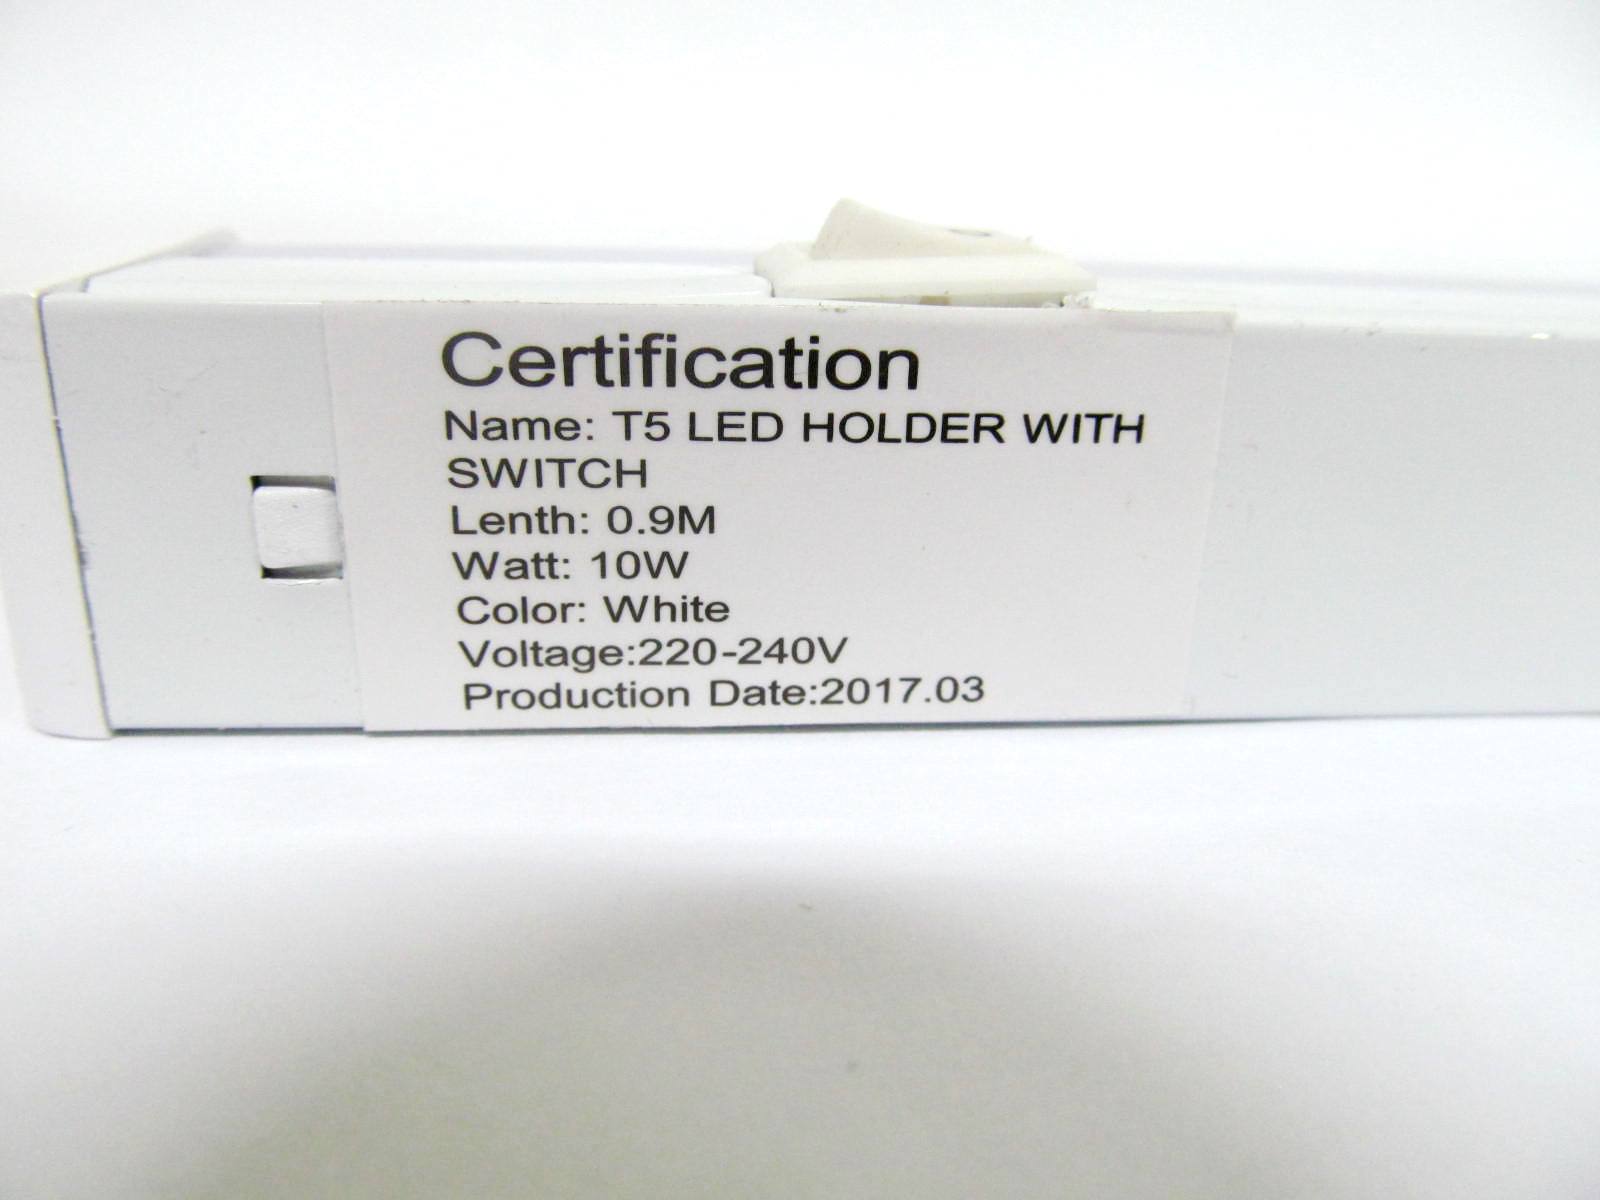 Certification
Name: T5 LED HOLDER WITH
SWITCH
Lenth: 0.9M
Watt: 10W
Color: White
Voltage:220-240V
Production Date:2017.03